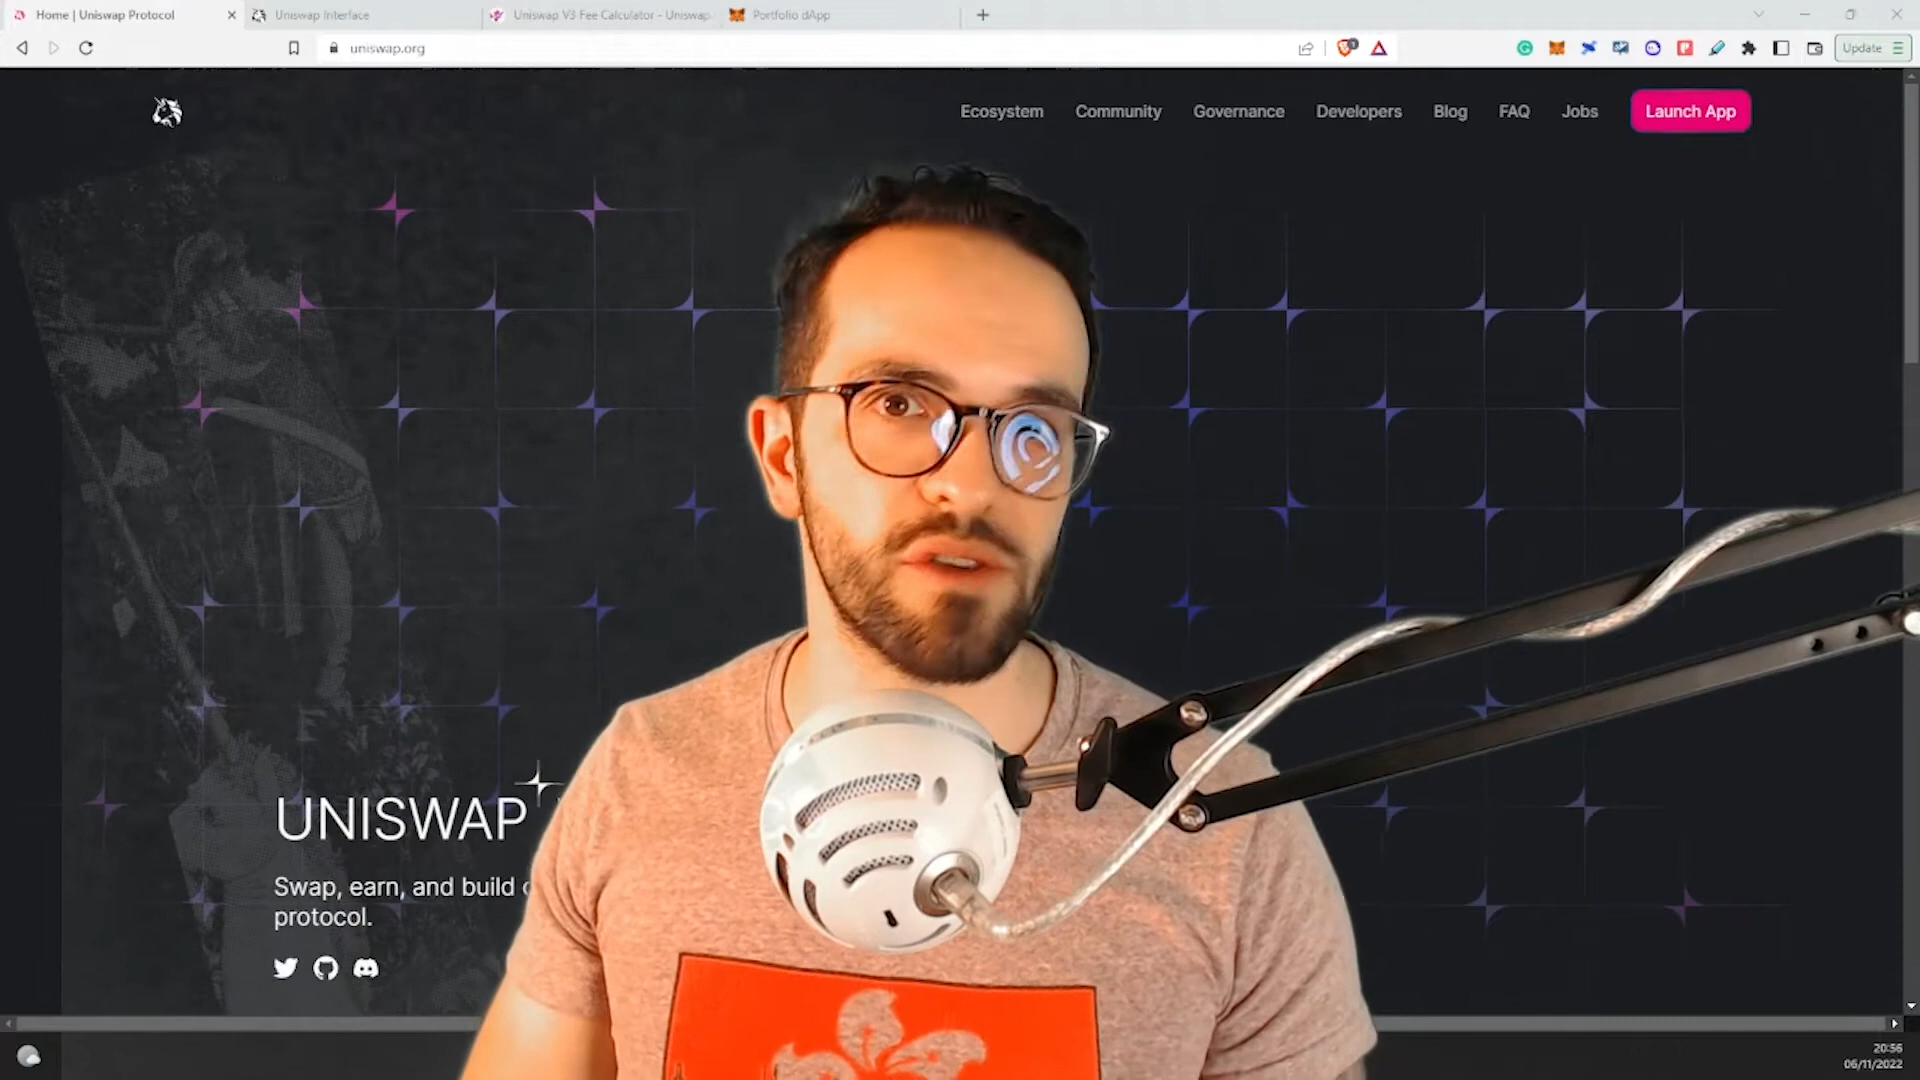 Home | Uniswap Protocol
Uniswap Interface
Uniswap V3 Fee Calculator - Uniswap
Portfolio dApp
uniswap.org
Update
Ecosystem
Community
Governance
Developers
Blog
FAQ
Jobs
Launch App
UNISWAP
Swap, earn, and build
protocol.
20:56
06/11/2022